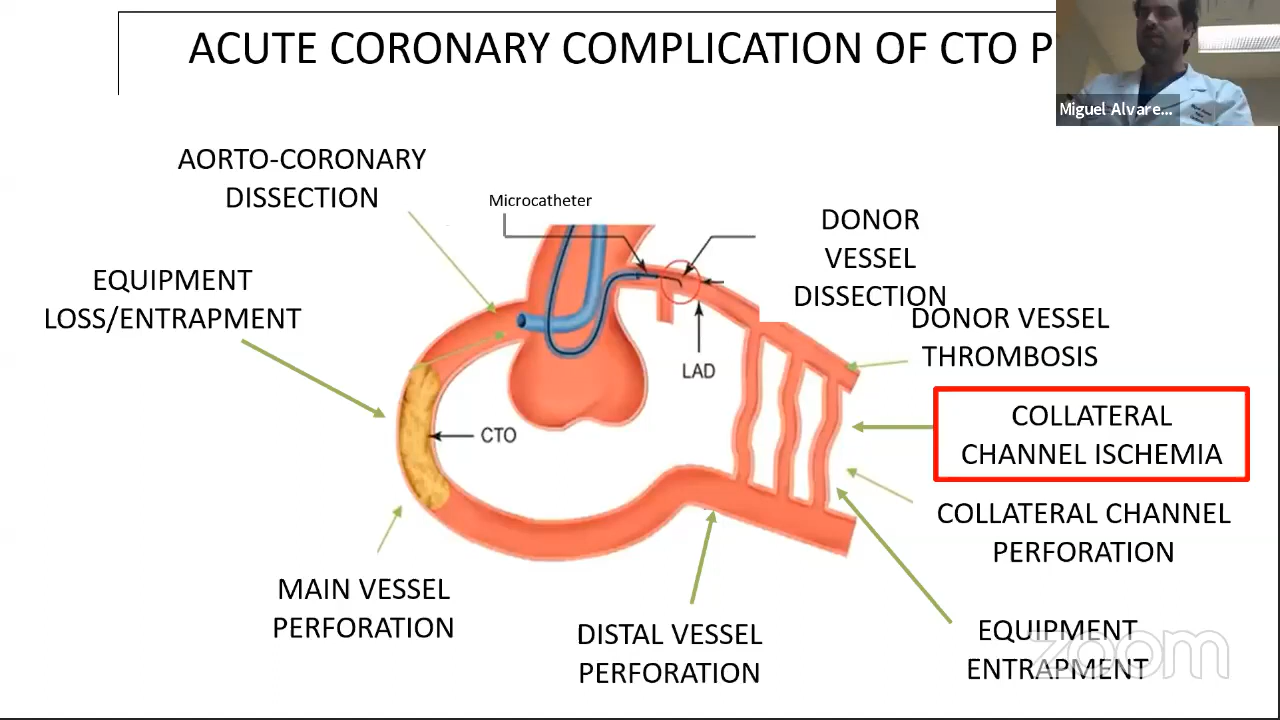 ACUTE CORONARY COMPLICATION OF CTO P
Miguel Alvare...
AORTO-CORONARY
DISSECTION
Microcatheter
DONOR
VESSEL
DISSECTION
EQUIPMENT
LOSS/ENTRAPMENT
DONOR VESSEL
THROMBOSIS
LAD
COLLATERAL
CHANNEL ISCHEMIA
CTO
COLLATERAL CHANNEL
PERFORATION
MAIN VESSEL
PERFORATION
DISTAL VESSEL
PERFORATION
EQUIPMENT
ENTRAPMENT
zoom